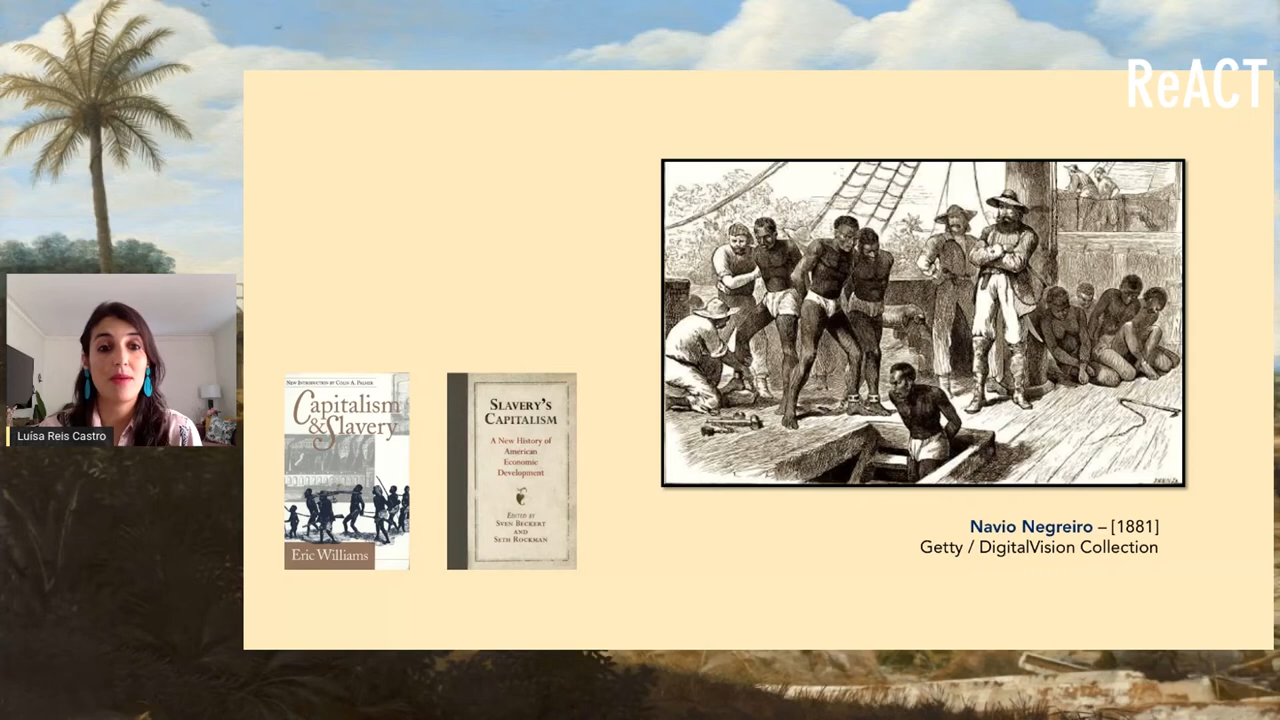 ReACT
Luísa Reis Castro
NEW INTRODUCTION BY COLIN A. PALMER
Capitalism
& Slavery
Eric Williams
SLAVERY'S
CAPITALISM
A New History of
American
Economic
Development
EDITED BY
SVEN BECKERT
AND
SETH ROCKMAN
Navio Negreiro – [1881]
Getty / DigitalVision Collection